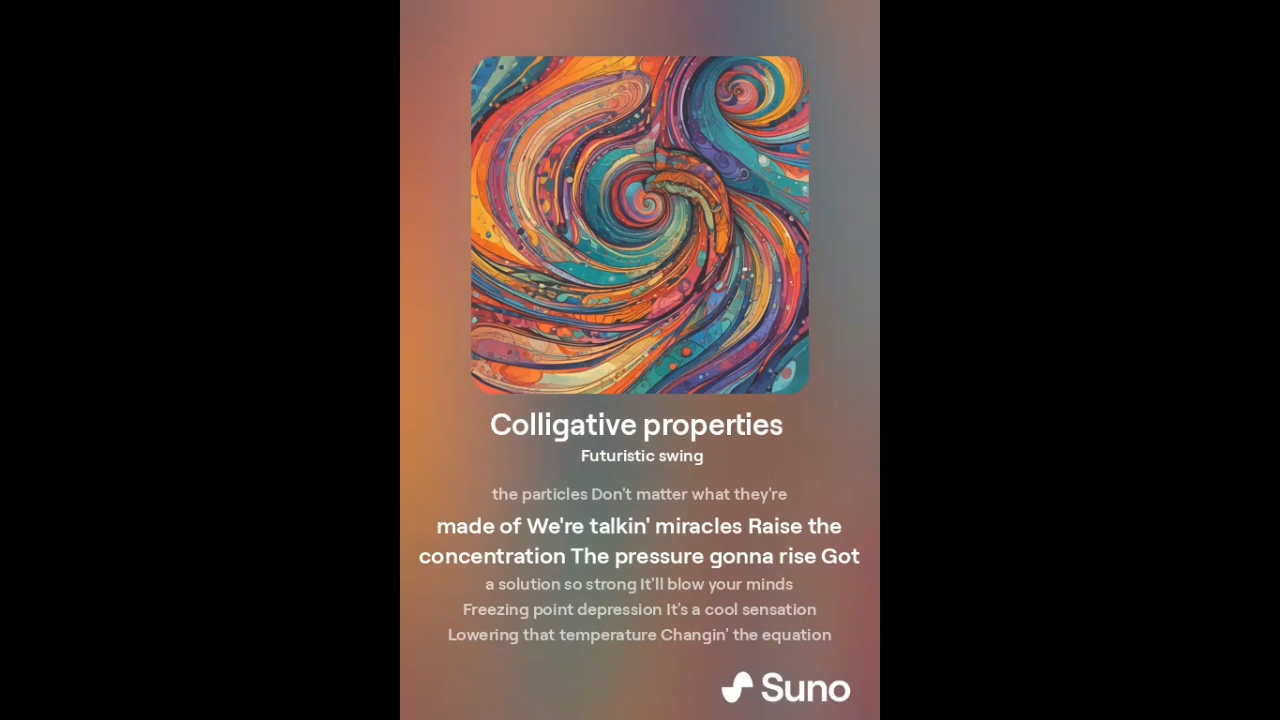 Colligative properties
Futuristic swing
the particles Don't matter what they're
made of We're talkin' miracles Raise the
concentration The pressure gonna rise Got
a solution so strong It'll blow your minds
Freezing point depression It's a cool sensation
Lowering that temperature Changin' the equation
Suno